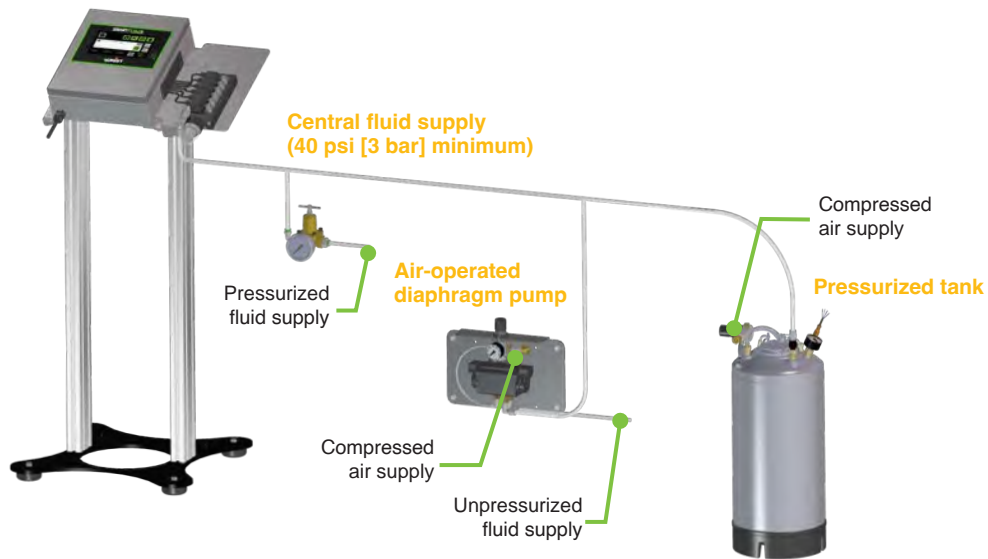 Central fluid supply
(40 psi [3 bar] minimum)
Compressed
air supply
Pressurized
fluid supply
Air-operated
diaphragm pump
Pressurized tank
Compressed
air supply
Unpressurized
fluid supply